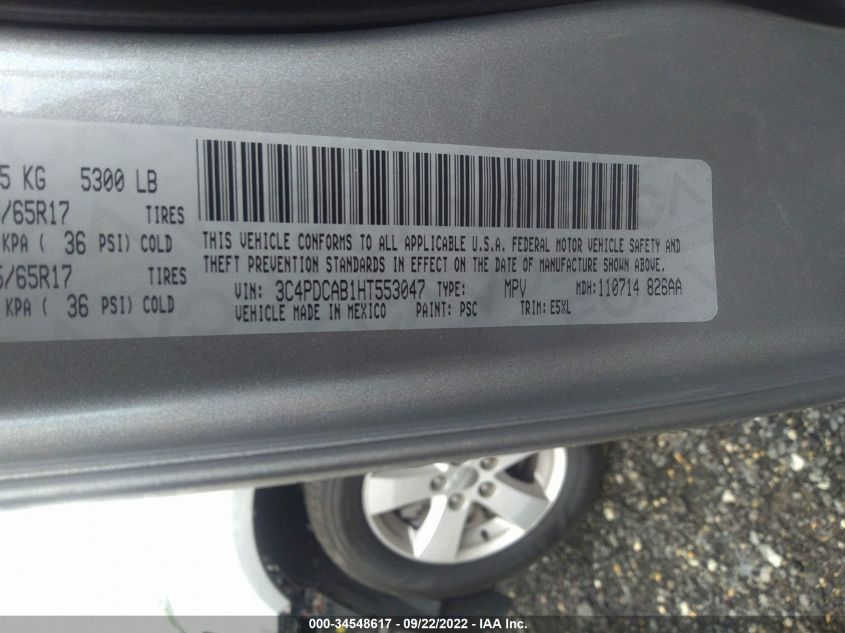 5 KG 5300 LB
/65R17 TIRES
KPA ( 36 PSI) COLD
5/65R17 TIRES
KPA ( 36 PSI) COLD
THIS VEHICLE CONFORMS TO ALL APPLICABLE U.S.A. FEDERAL MOTOR VEHICLE SAFETY AND
THEFT PREVENTION STANDARDS IN EFFECT ON THE DATE OF MANUFACTURE SHOWN ABOVE.
VIN: 3C4PDCAB1HT553047 TYPE: MPV MDH:110714 826AA
VEHICLE MADE IN MEXICO PAINT: PSC TRIM: E5XL
000-34548617 - 09/22/2022 - IAA Inc.